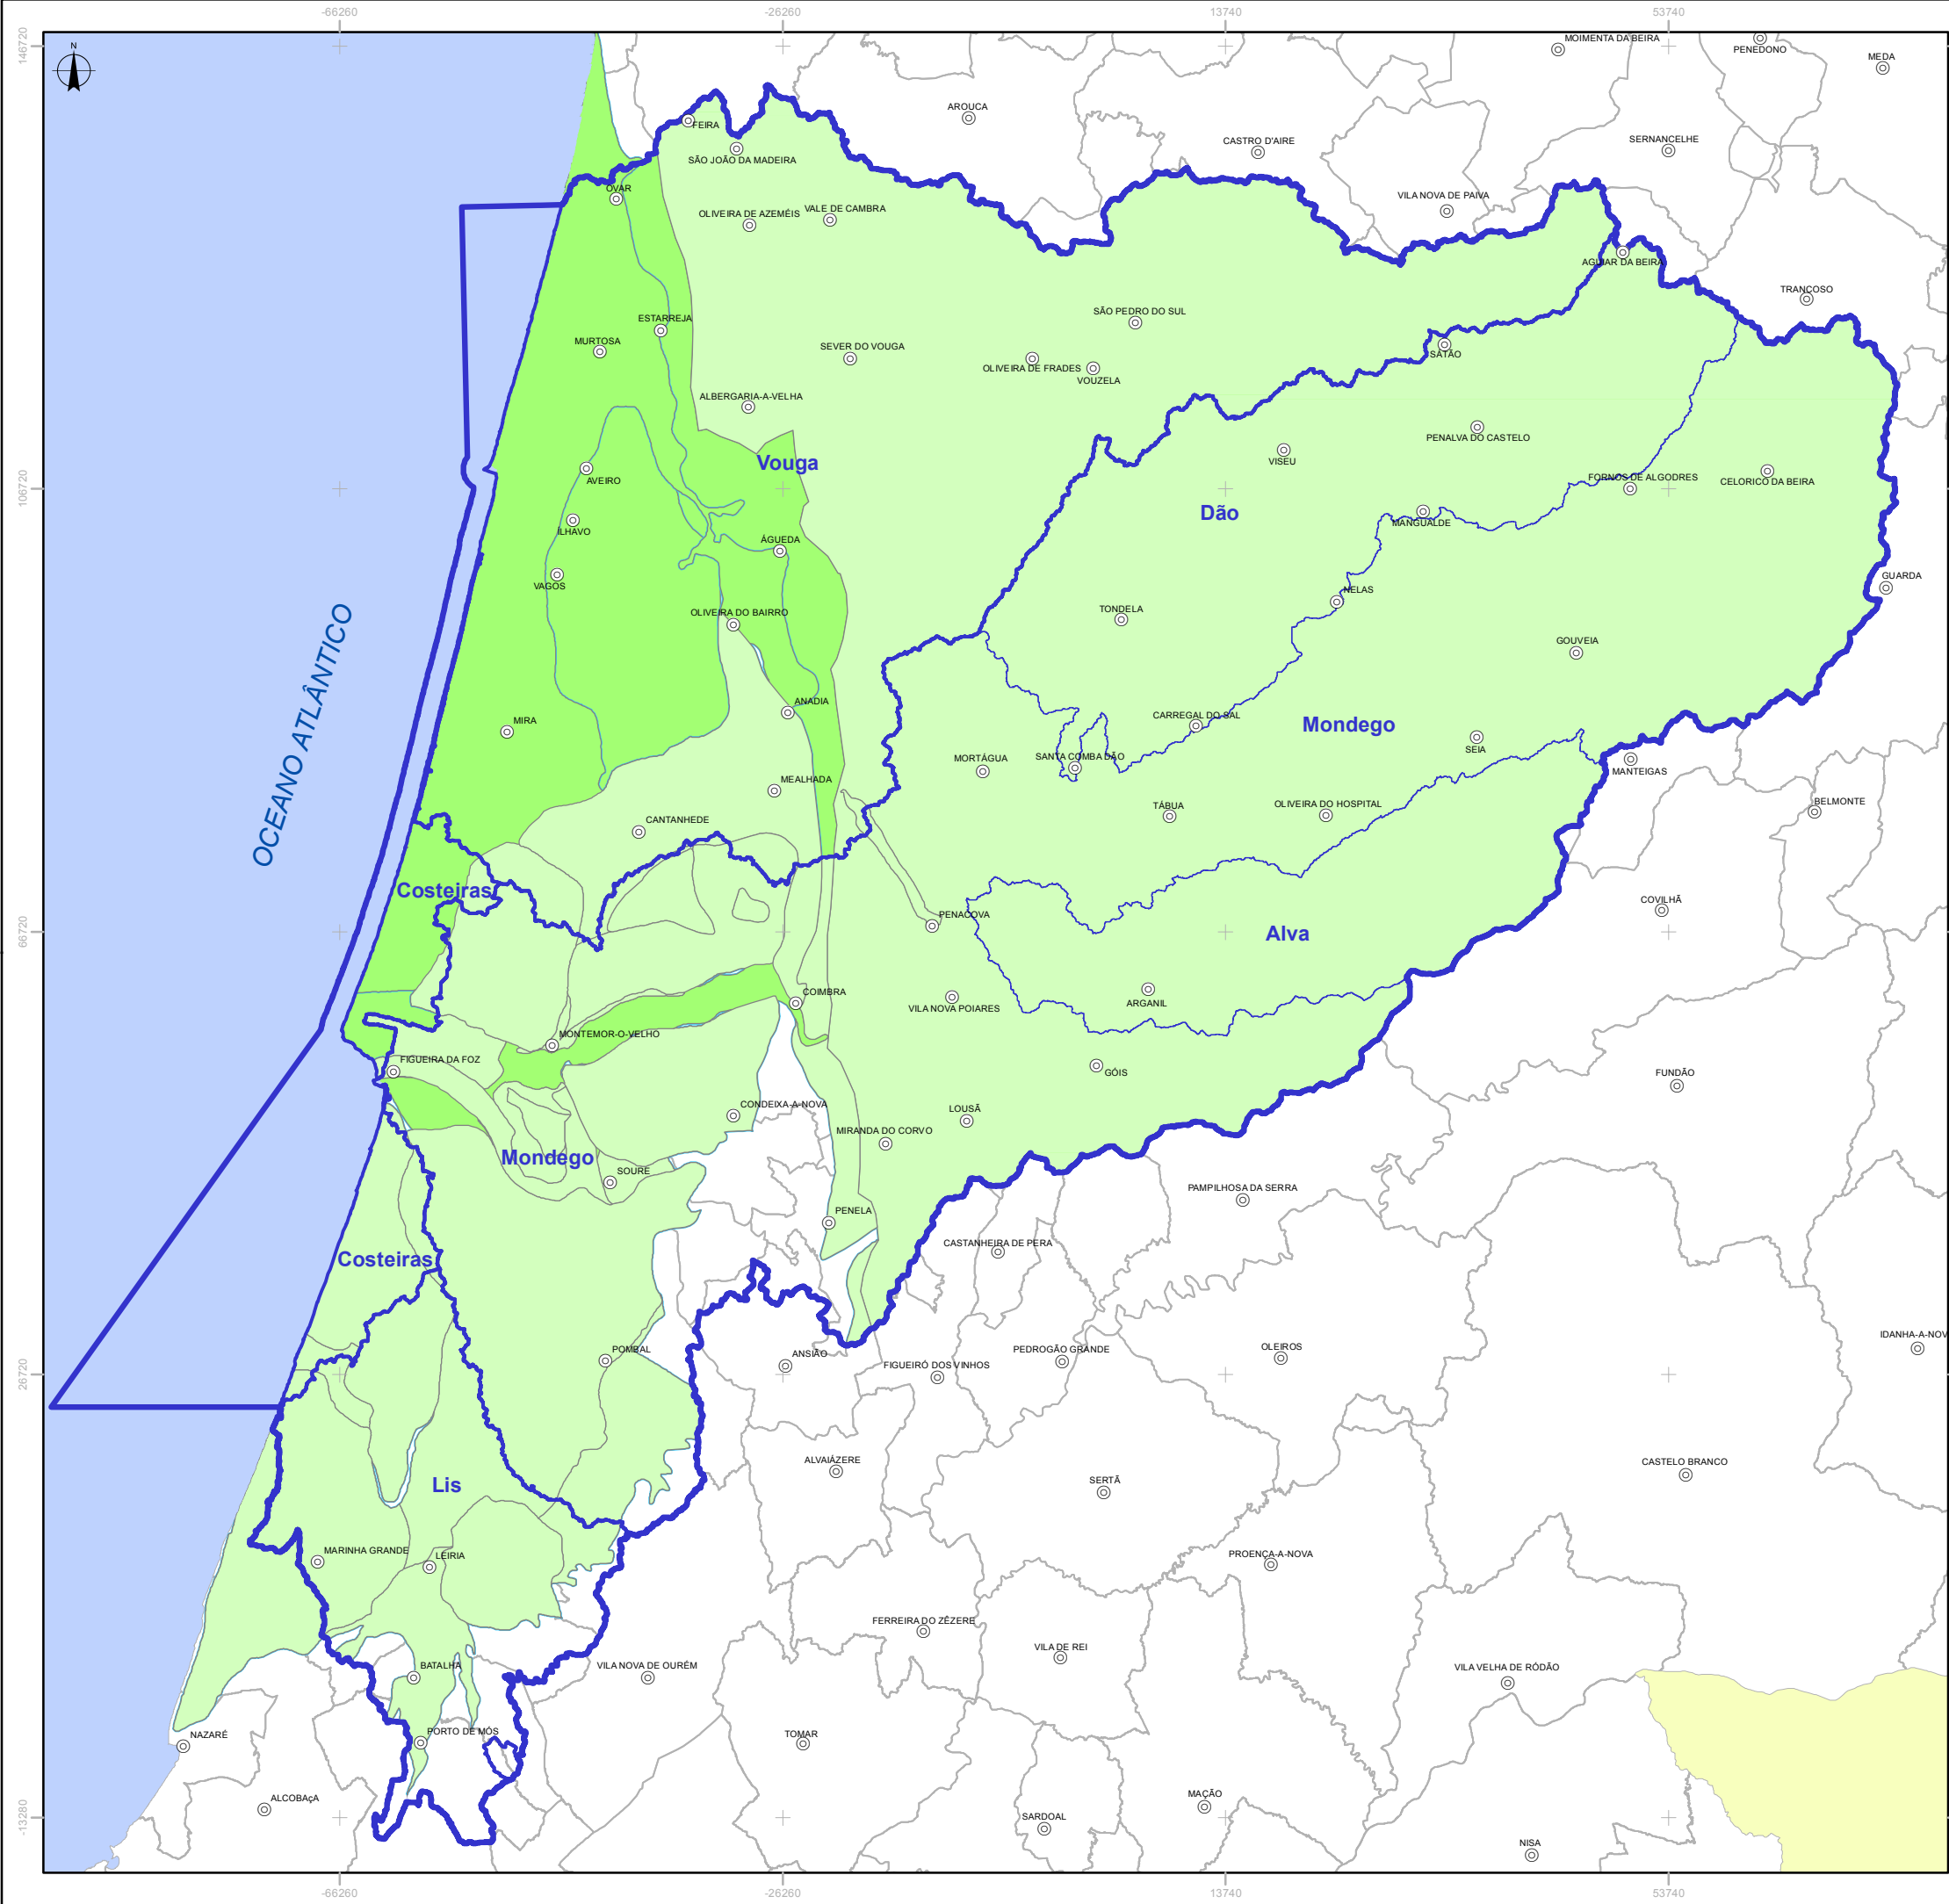 -66260
-26260
13740
53740
146720
N
MOIMENTA DA BEIRA
PENEDONO
MEDA
AROUCA
FEIRA
CASTRO D'AIRE
SERNANCELHE
SÃO JOÃO DA MADEIRA
OVAR
VILA NOVA DE PAIVA
OLIVEIRA DE AZEMÉIS
VALE DE CAMBRA
AGUIAR DA BEIRA
TRANCOSO
SÃO PEDRO DO SUL
ESTARREJA
MURTOSA
SEVER DO VOUGA
SÁTÃO
OLIVEIRA DE FRADES
VOUZELA
ALBERGARIA-A-VELHA
PENALVA DO CASTELO
Vouga
VISEU
106720
AVEIRO
FORNOS DE ALGODRES
CELORICO DA BEIRA
Dão
MANGUALDE
ÍLHAVO
ÁGUEDA
GUARDA
VAGOS
NELAS
OLIVEIRA DO BAIRRO
TONDELA
GOUVEIA
OCEANO ATLÂNTICO
ANADIA
MIRA
CARREGAL DO SAL
Mondego
SEIA
MORTÁGUA
SANTA COMBA DÃO
MANTEIGAS
MEALHADA
TÁBUA
OLIVEIRA DO HOSPITAL
BELMONTE
CANTANHEDE
Costeiras
COVILHÃ
66720
PENACOVA
Alva
COIMBRA
VILA NOVA POIARES
ARGANIL
MONTEMOR-O-VELHO
FIGUEIRA DA FOZ
GÓIS
FUNDÃO
CONDEIXA-A-NOVA
LOUSÃ
MIRANDA DO CORVO
Mondego
SOURE
PAMPILHOSA DA SERRA
PENELA
CASTANHEIRA DE PERA
Costeiras
IDANHA-A-NOV
26720
POMBAL
ANSIÃO
FIGUEIRÓ DOS VINHOS
PEDROGÃO GRANDE
OLEIROS
ALVAIÁZERE
CASTELO BRANCO
Lis
SERTÃ
MARINHA GRANDE
LEIRIA
PROENÇA-A-NOVA
FERREIRA DO ZÊZERE
VILA DE REI
BATALHA
VILA NOVA DE OURÉM
VILA VELHA DE RÓDÃO
NAZARÉ
PORTO DE MÓS
TOMAR
ALCOBAçA
MAÇÃO
SARDOAL
-13280
NISA
-66260
-26260
13740
53740